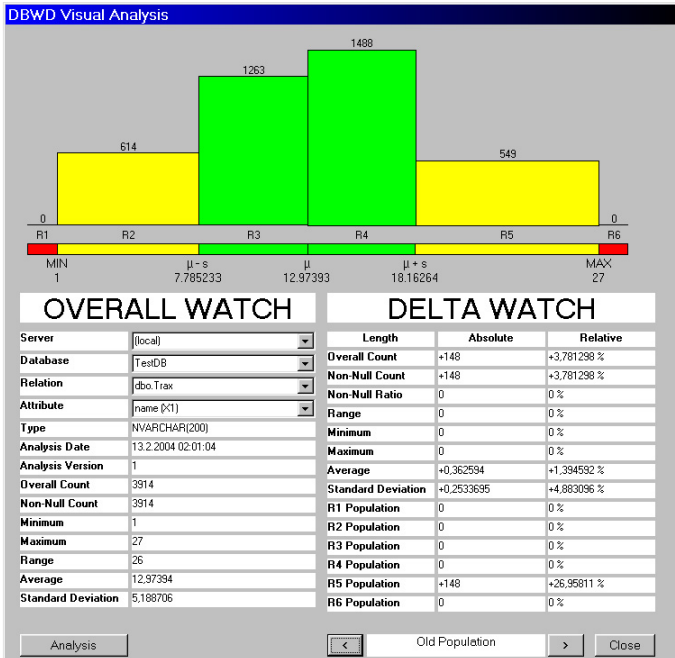 DBWD Visual Analysis
1488
1263
614
549
0
0
R1 R2 R3 R4 R5 R6
MIN µ - s µ µ + s MAX
1 7.785233 12.97393 18.16264 27
OVERALL WATCH
Server (local)
Database TestDB
Relation dbo.Trax
Attribute name (X1)
Type NVARCHAR(200)
Analysis Date 13.2.2004 02:01:04
Analysis Version 1
Overall Count 3914
Non-Null Count 3914
Minimum 1
Maximum 27
Range 26
Average 12,97394
Standard Deviation 5,188706
Analysis
DELTA WATCH
Length Absolute Relative
Overall Count +148 +3,781298 %
Non-Null Count +148 +3,781298 %
Non-Null Ratio 0 0 %
Range 0 0 %
Minimum 0 0 %
Maximum 0 0 %
Average +0,362594 +1,394592 %
Standard Deviation +0,2533695 +4,883096 %
R1 Population 0 0 %
R2 Population 0 0 %
R3 Population 0 0 %
R4 Population 0 0 %
R5 Population +148 +26,95811 %
R6 Population 0 0 %
< Old Population > Close